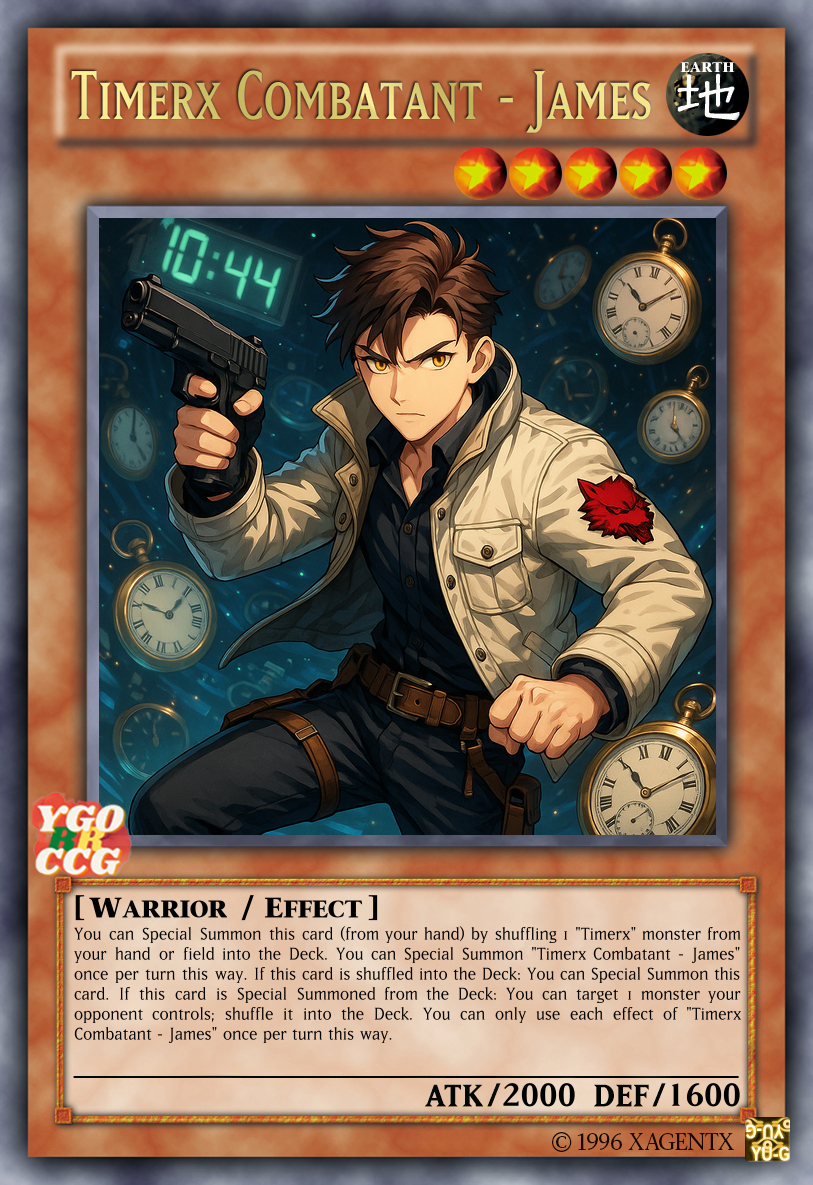 TIMERX COMBATANT - JAMES
EARTH
地
10:44
YGO
BR
CCG
[ WARRIOR / EFFECT ]
You can Special Summon this card (from your hand) by shuffling 1 "Timerx" monster from
your hand or field into the Deck. You can Special Summon "Timerx Combatant - James"
once per turn this way. If this card is shuffled into the Deck: You can Special Summon this
card. If this card is Special Summoned from the Deck: You can target 1 monster your
opponent controls; shuffle it into the Deck. You can only use each effect of "Timerx
Combatant - James" once per turn this way.
ATK/2000 DEF/1600
© 1996 XAGENTX